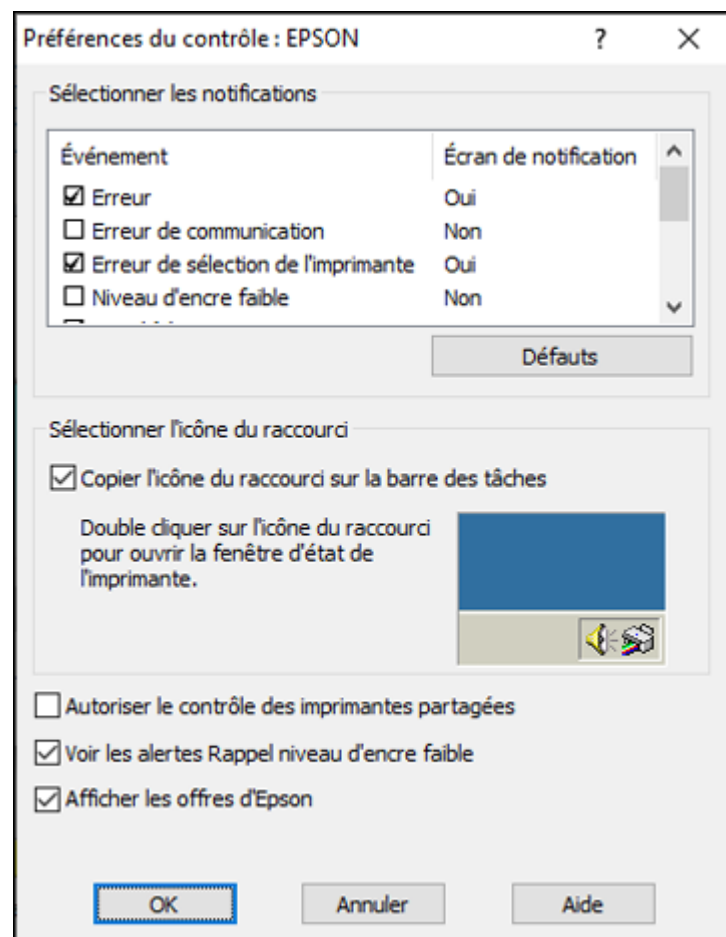 Préférences du contrôle : EPSON ?
Sélectionner les notifications
Événement Écran de notification
Erreur Oui
Erreur de communication Non
Erreur de sélection de l'imprimante Oui
Niveau d'encre faible Non
Défauts
Sélectionner l'icône du raccourci
Copier l'icône du raccourci sur la barre des tâches
Double cliquer sur l'icône du raccourci
pour ouvrir la fenêtre d'état de
l'imprimante.
Autoriser le contrôle des imprimantes partagées
Voir les alertes Rappel niveau d'encre faible
Afficher les offres d'Epson
OK Annuler Aide